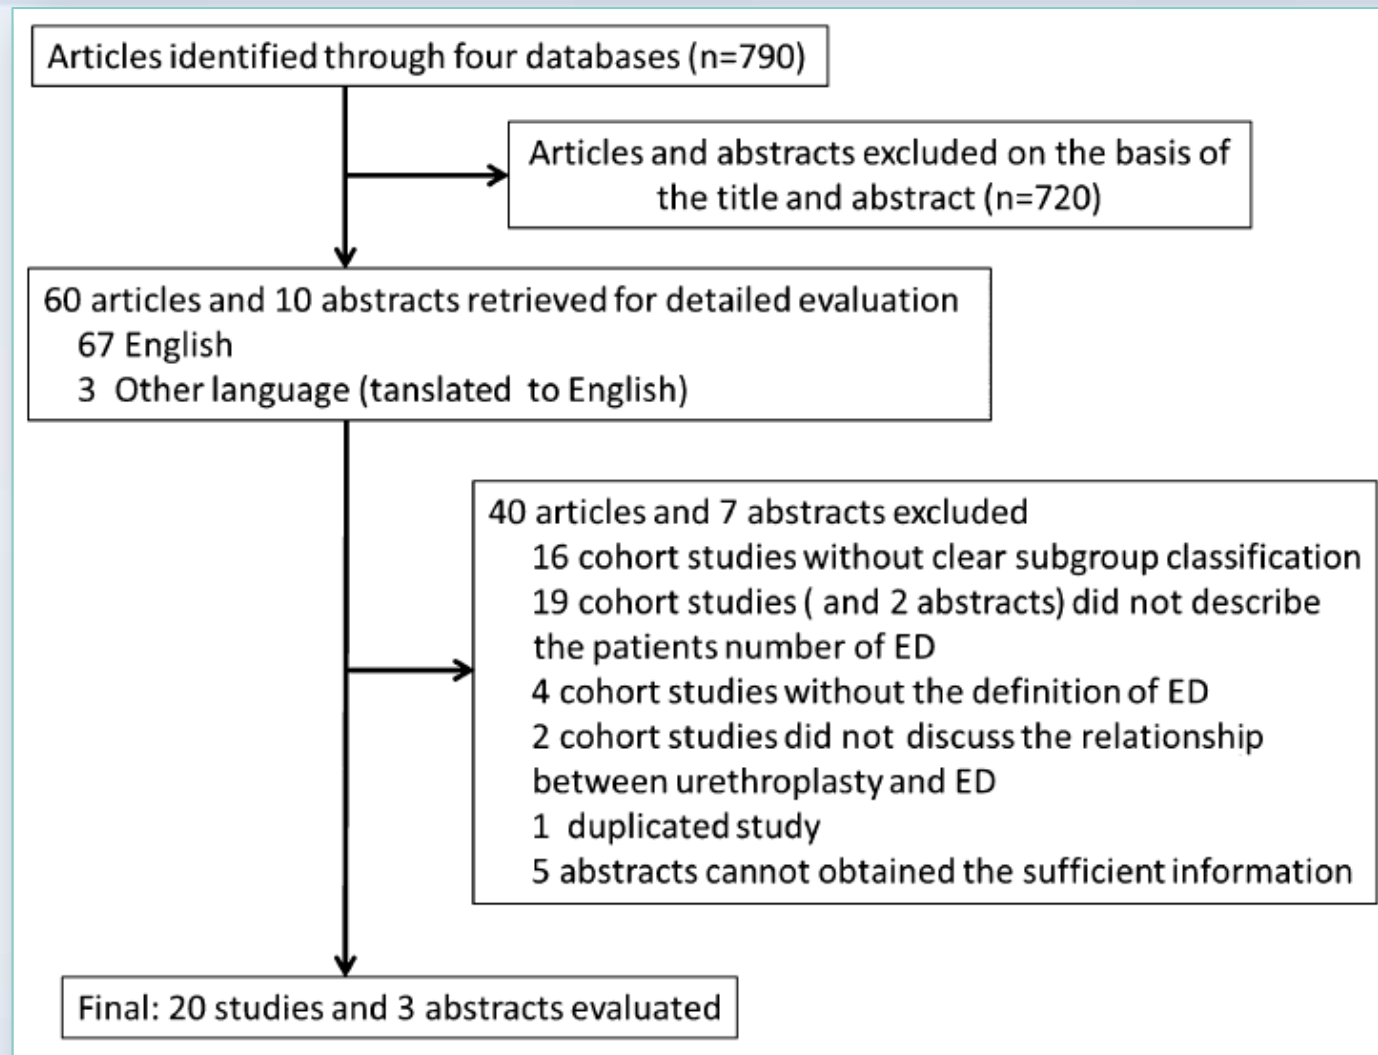 Articles identified through four databases (n=790)
Articles and abstracts excluded on the basis of
the title and abstract (n=720)
60 articles and 10 abstracts retrieved for detailed evaluation
67 English
3 Other language (tanslated to English)
40 articles and 7 abstracts excluded
16 cohort studies without clear subgroup classification
19 cohort studies ( and 2 abstracts) did not describe
the patients number of ED
4 cohort studies without the definition of ED
2 cohort studies did not discuss the relationship
between urethroplasty and ED
1 duplicated study
5 abstracts cannot obtained the sufficient information
Final: 20 studies and 3 abstracts evaluated